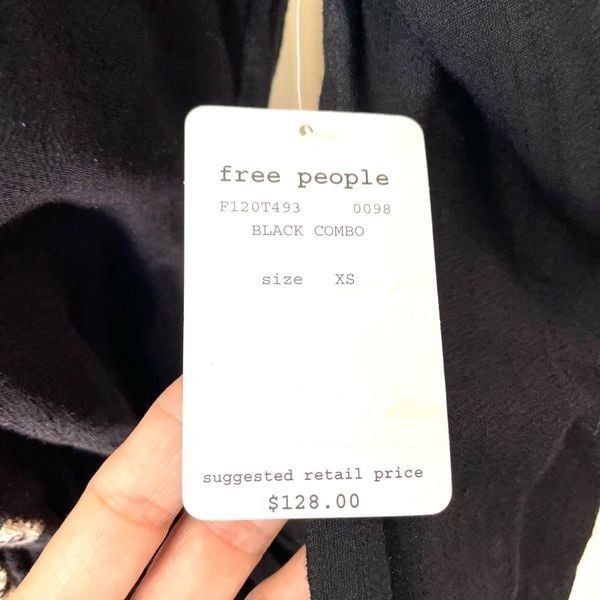 free people
F120T493 0098
BLACK COMBO
size XS
suggested retail price
$128.00